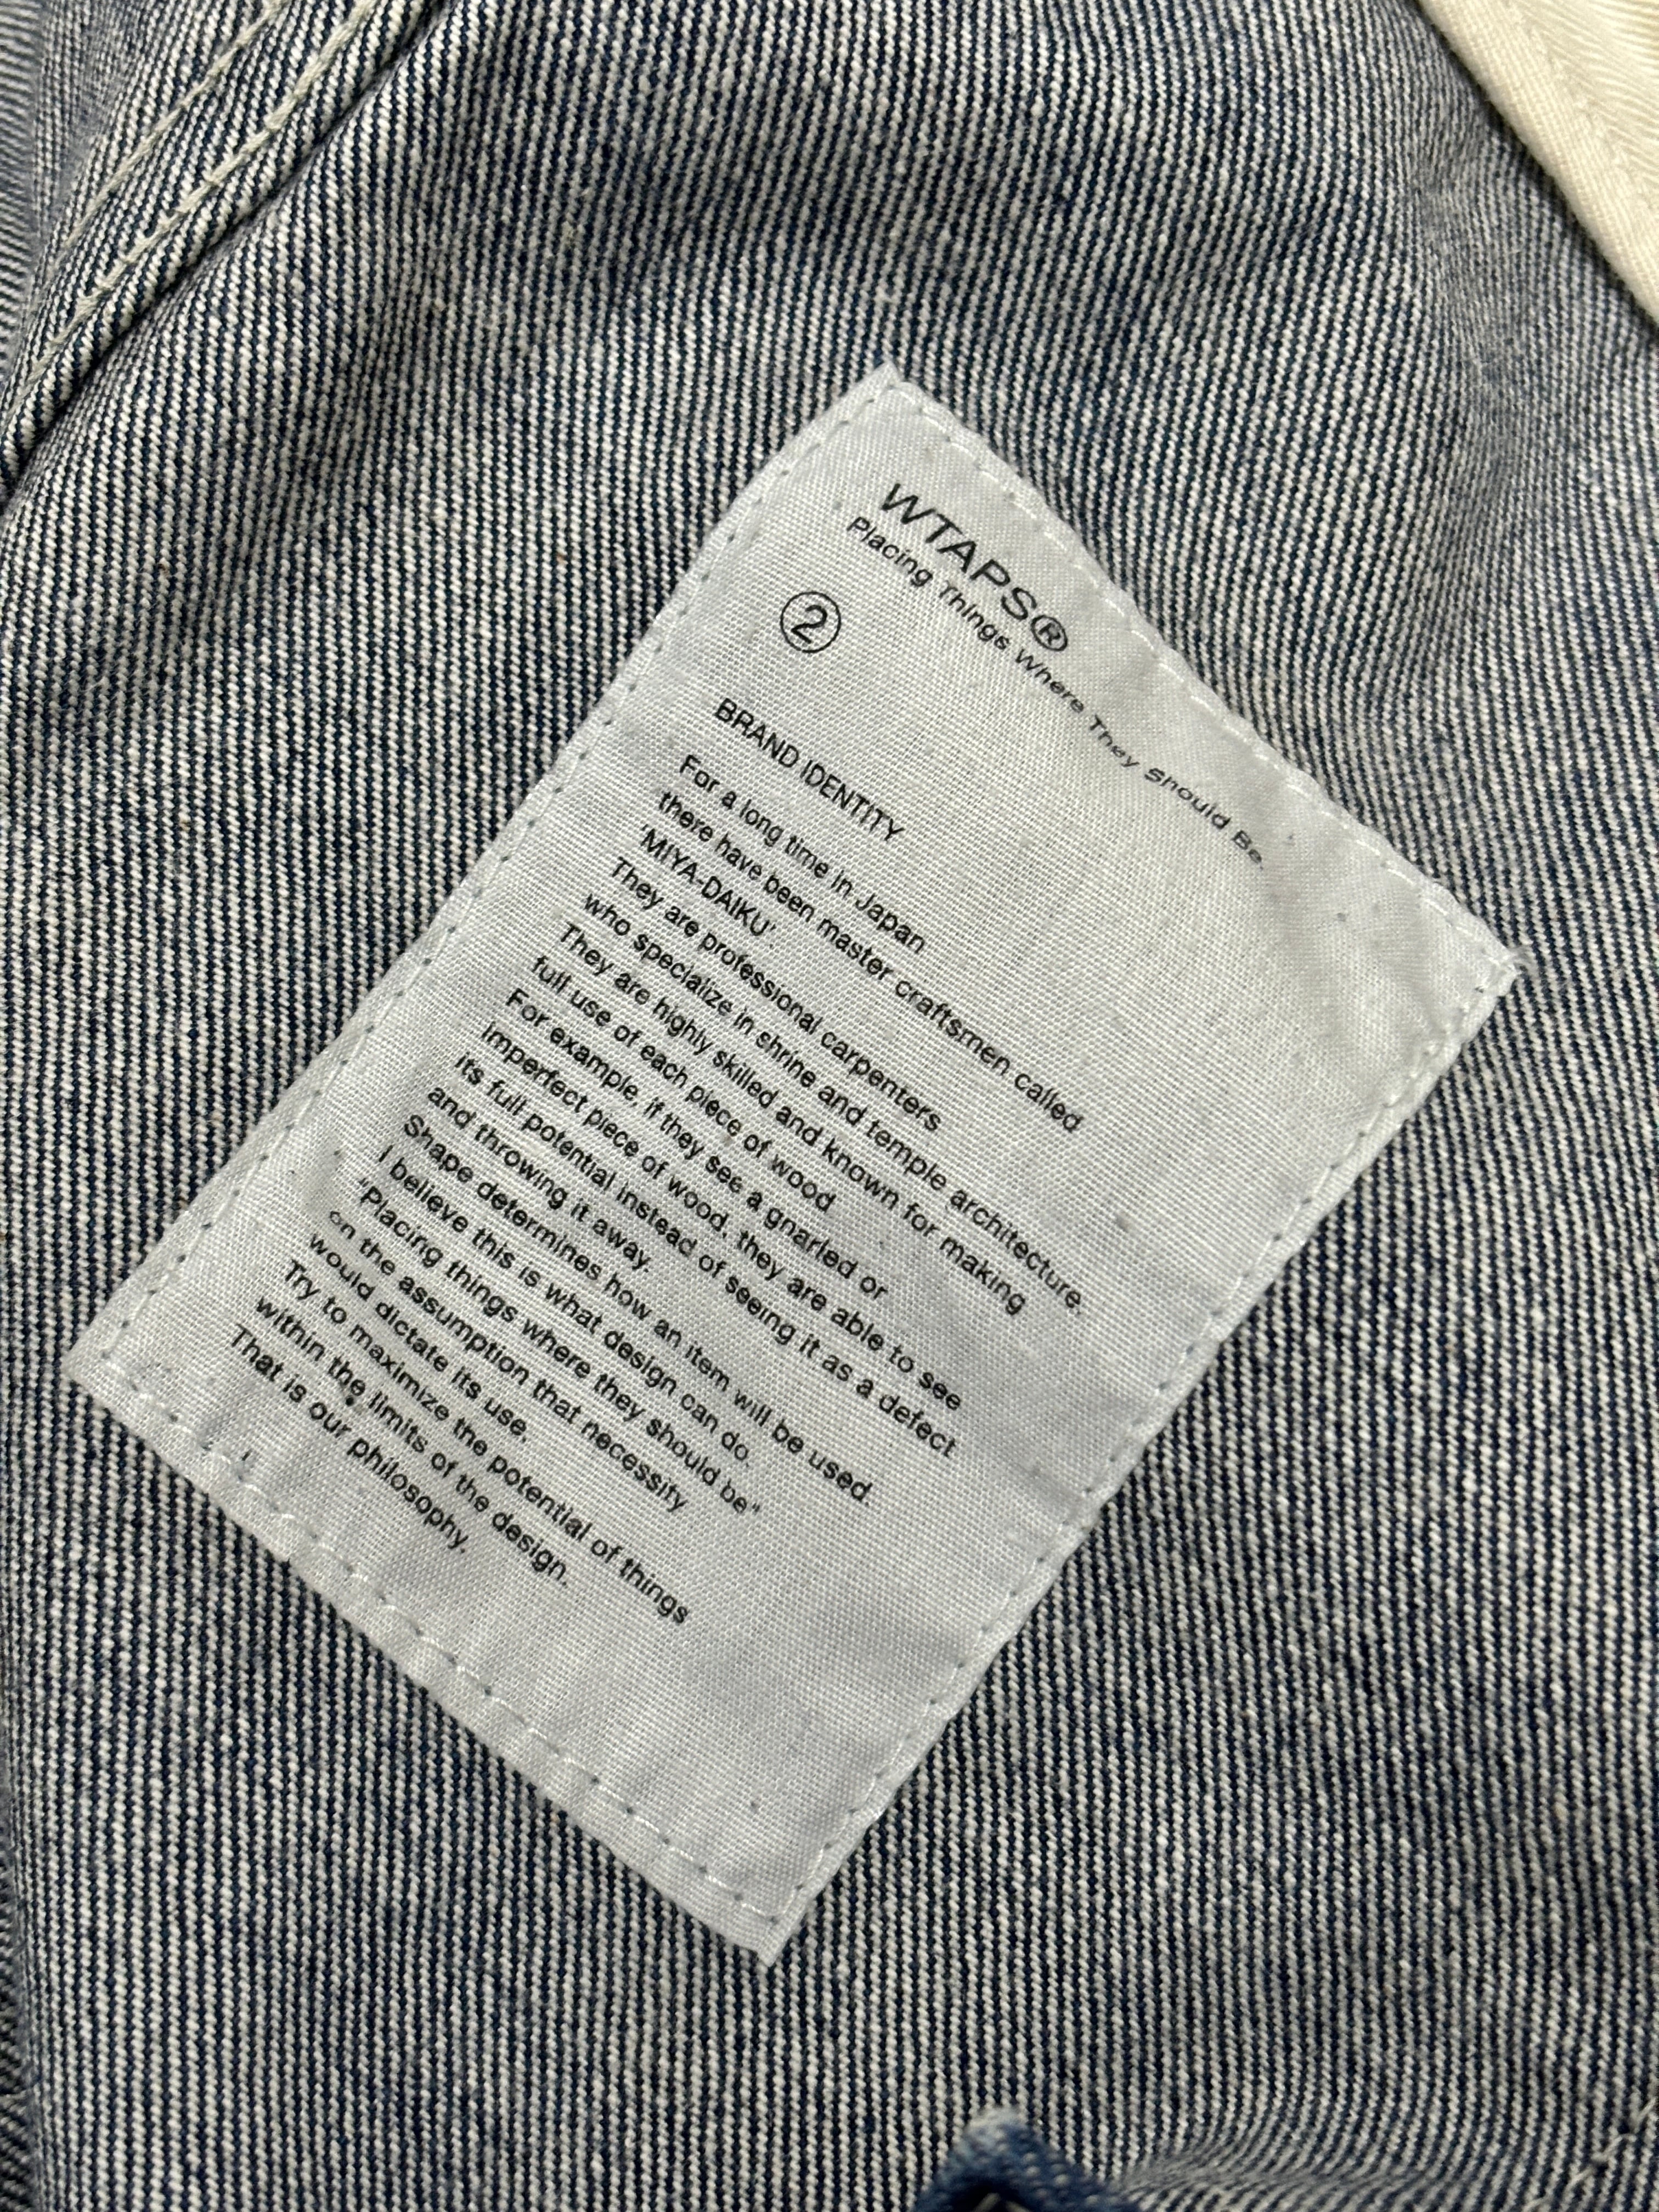 WTAPS®
Placing Things Where They Should Be.
②
BRAND IDENTITY
For a long time in Japan
there have been master craftsmen called
'MIYA-DAIKU'.
They are professional carpenters
who specialize in shrine and temple architecture.
They are highly skilled and known for making
full use of each piece of wood
For example, if they see a gnarled or
imperfect piece of wood, they are able to see
its full potential instead of seeing it as a defect
and throwing it away.
Shape determines how an item will be used.
I believe this is what design can do.
"Placing things where they should be"
on the assumption that necessify
would dictate its use.
Try to maximize the potential of things
within the limits of the design.
That is our philosophy.